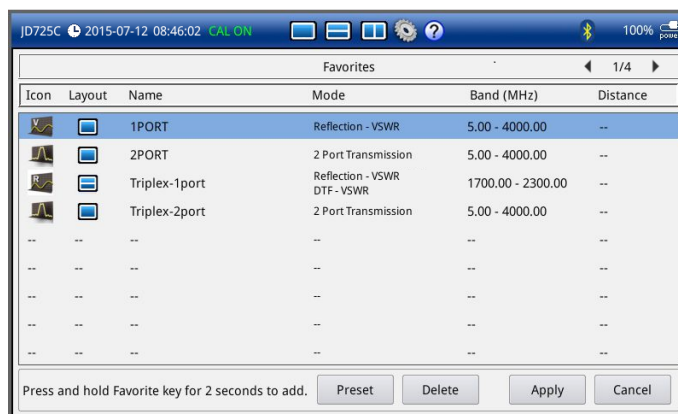 JD725C 2015-07-12 08:46:02 CAL ON ? 100%
Favorites 1/4
Icon Layout Name Mode Band (MHz) Distance
V 1PORT Reflection - VSWR 5.00 - 4000.00 --
2PORT 2 Port Transmission 5.00 - 4000.00 --
R Triplex-1port Reflection - VSWR 1700.00 - 2300.00 --
DTF - VSWR
Triplex-2port 2 Port Transmission 5.00 - 4000.00 --
-- -- -- -- -- --
-- -- -- -- -- --
-- -- -- -- -- --
-- -- -- -- -- --
-- -- -- -- -- --
Press and hold Favorite key for 2 seconds to add. Preset Delete Apply Cancel